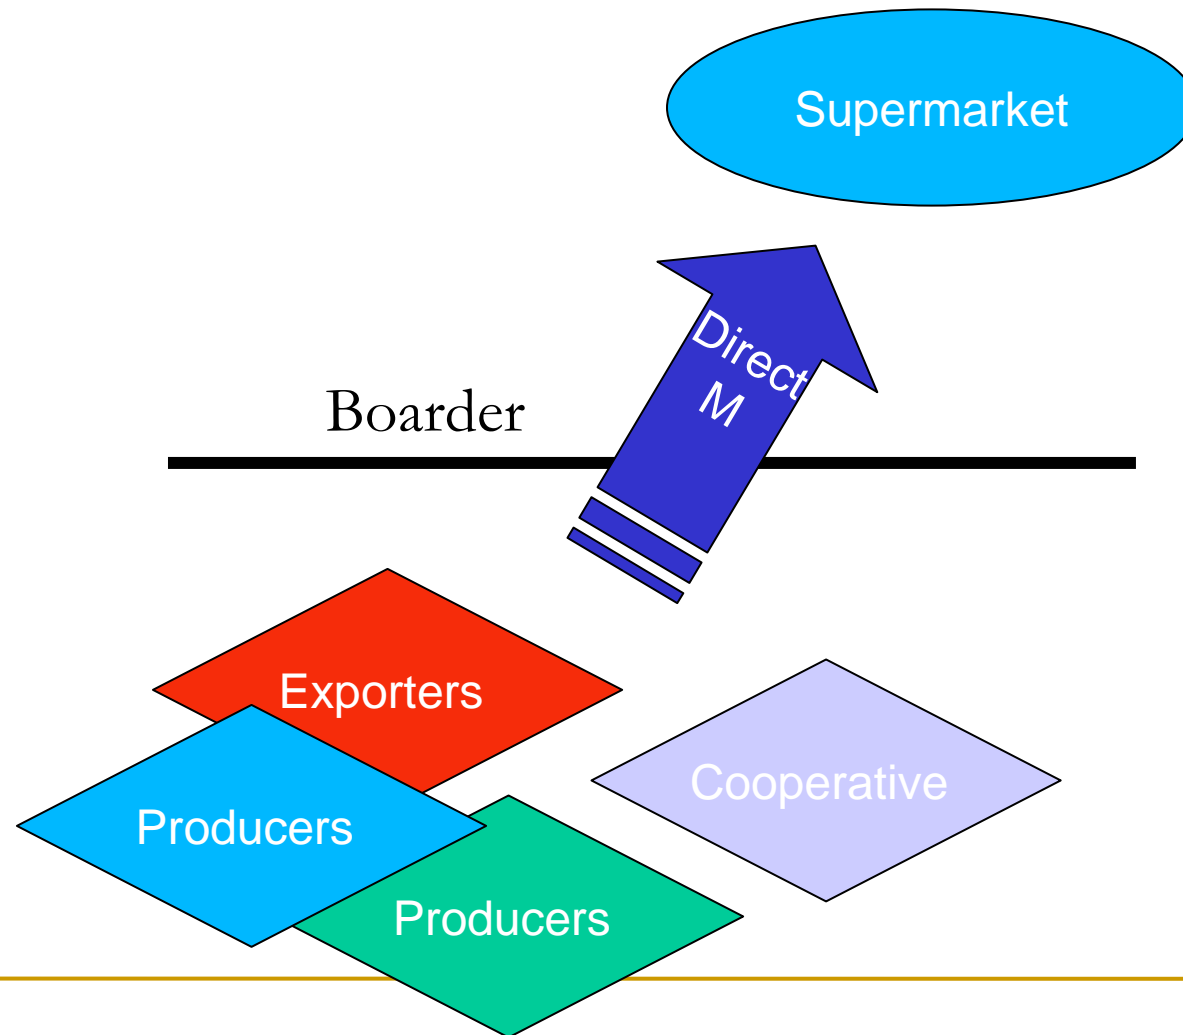 Supermarket
Direct
M
Boarder
Exporters
Cooperative
Producers
Producers